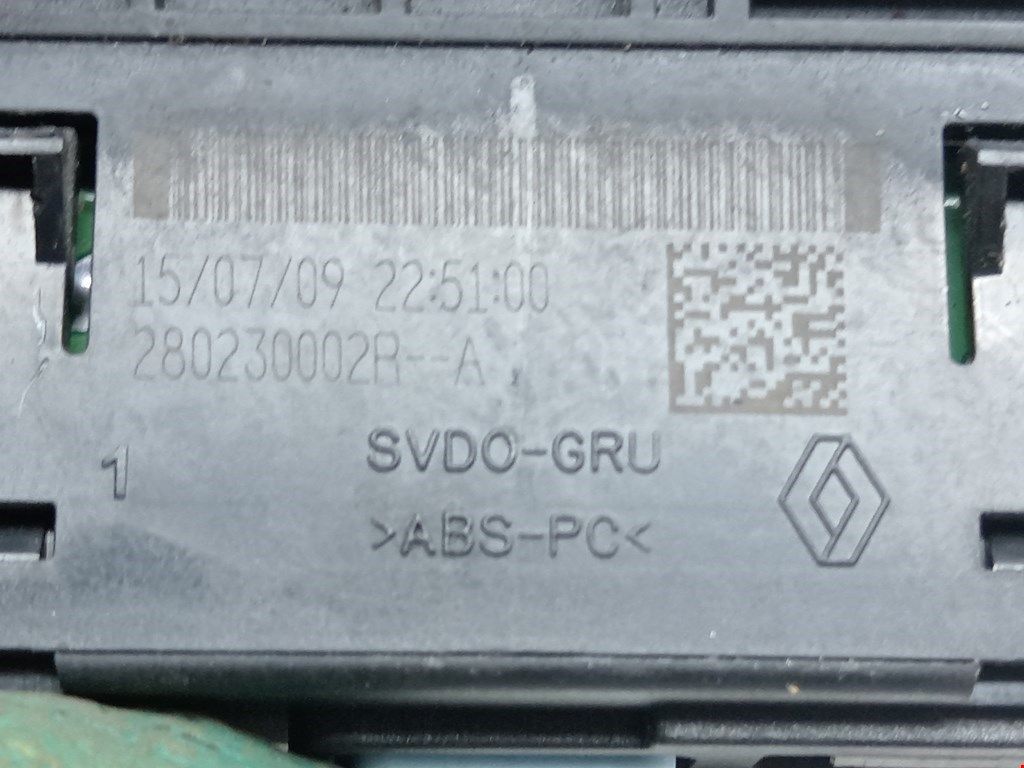 15/07/09 22:51:00
280230002R--A
SVDO-GRU
1
>ABS-PC<